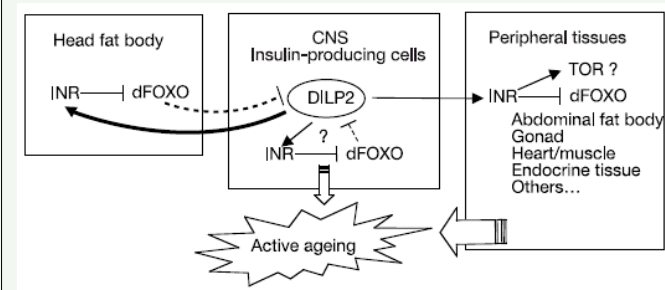 Head fat body
INR dFOXO
CNS
Insulin-producing cells
DILP2
?
INR dFOXO
Peripheral tissues
TOR ?
INR dFOXO
Abdominal fat body
Gonad
Heart/muscle
Endocrine tissue
Others...
Active ageing